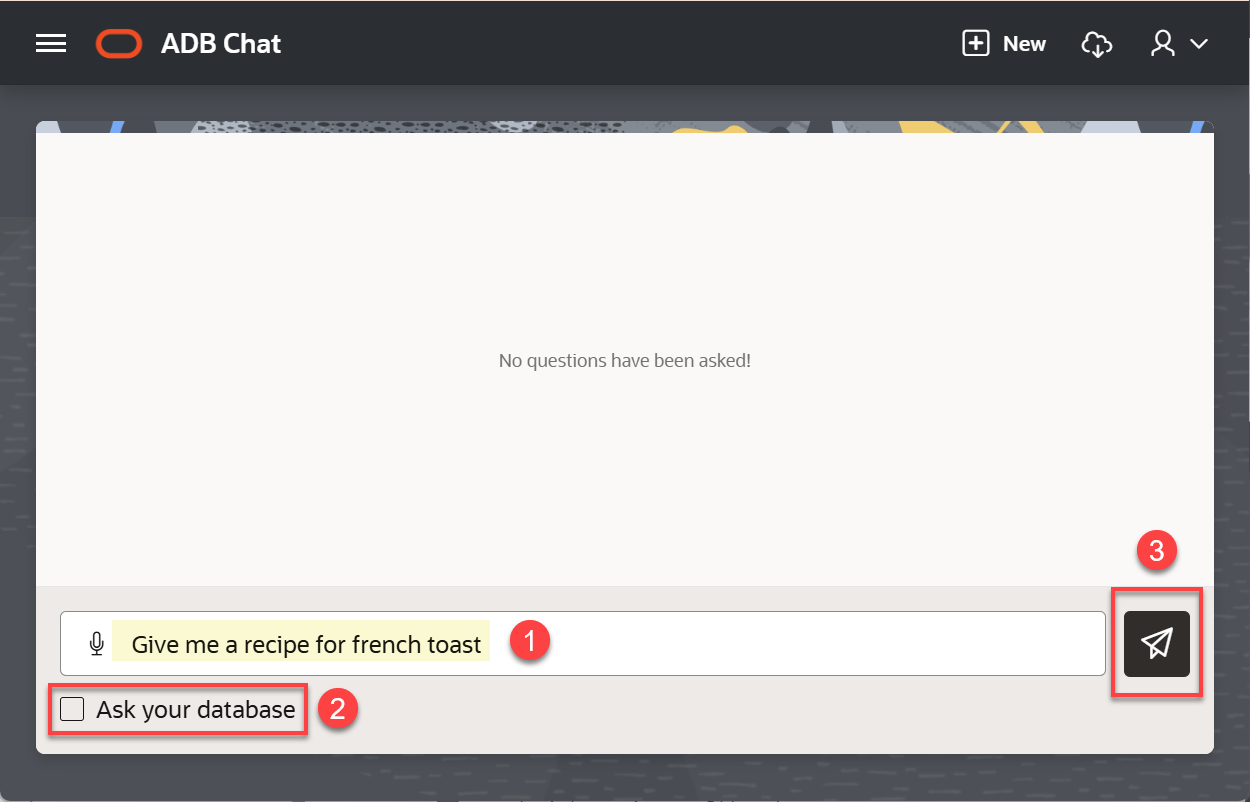 ADB Chat
New
No questions have been asked!
3
Give me a recipe for french toast
1
Ask your database
2